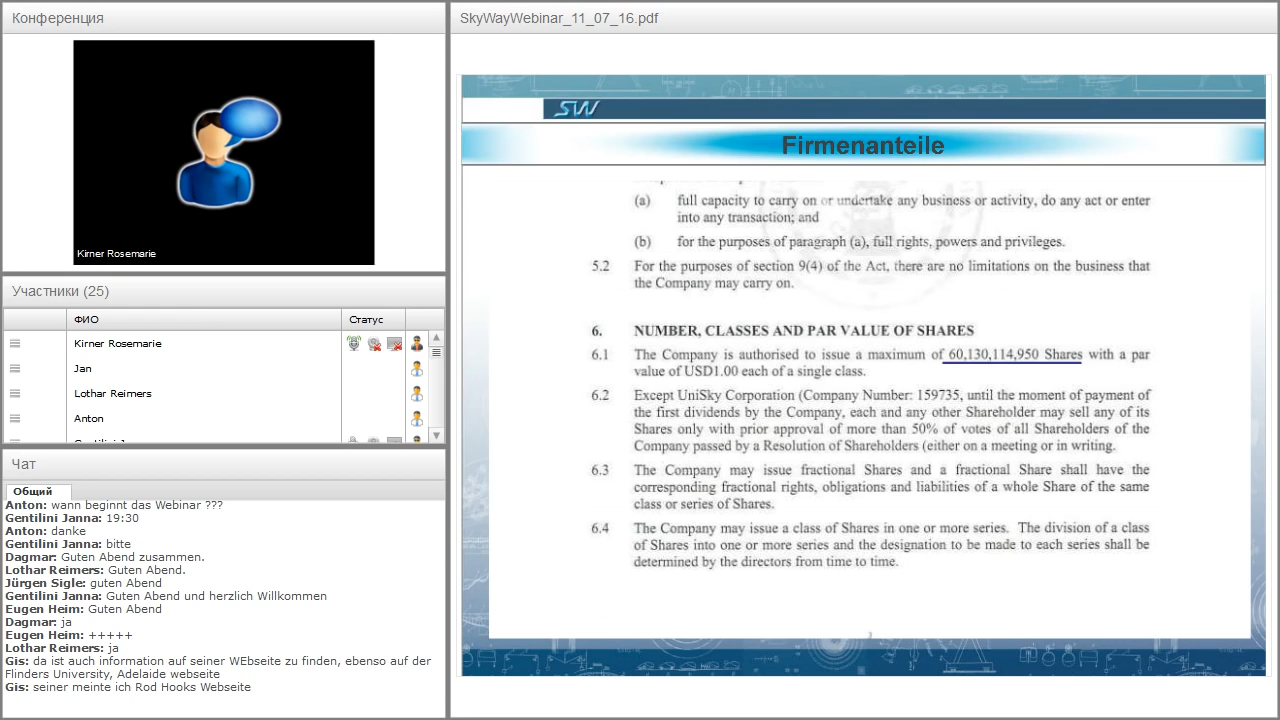 Конференция
Kirner Rosemarie
Участники (25)
ФИО
Статус
Kirner Rosemarie
Jan
Lothar Reimers
Anton
Чат
Общий
Anton: wann beginnt das Webinar ???
Gentilini Janna: 19:30
Anton: danke
Gentilini Janna: bitte
Dagmar: Guten Abend zusammen.
Lothar Reimers: Guten Abend.
Jürgen Sigle: guten Abend
Gentilini Janna: Guten Abend und herzlich Willkommen
Eugen Heim: Guten Abend
Dagmar: ja
Eugen Heim: +++++
Lothar Reimers: ja
Gis: da ist auch information auf seiner WEbseite zu finden, ebenso auf der
Flinders University, Adelaide webseite
Gis: seiner meinte ich Rod Hooks Webseite
SkyWayWebinar_11_07_16.pdf
SW
Firmenanteile
(a) full capacity to carry on or undertake any business or activity, do any act or enter
into any transaction; and
(b) for the purposes of paragraph (a), full rights, powers and privileges.
5.2 For the purposes of section 9(4) of the Act, there are no limitations on the business that
the Company may carry on.
6. NUMBER, CLASSES AND PAR VALUE OF SHARES
6.1 The Company is authorised to issue a maximum of 60,130,114,950 Shares with a par
value of USD1.00 each of a single class.
6.2 Except UniSky Corporation (Company Number: 159735, until the moment of payment of
the first dividends by the Company, each and any other Shareholder may sell any of its
Shares only with prior approval of more than 50% of votes of all Shareholders of the
Company passed by a Resolution of Shareholders (either on a meeting or in writing.
6.3 The Company may issue fractional Shares and a fractional Share shall have the
corresponding fractional rights, obligations and liabilities of a whole Share of the same
class or series of Shares.
6.4 The Company may issue a class of Shares in one or more series. The division of a class
of Shares into one or more series and the designation to be made to each series shall be
determined by the directors from time to time.